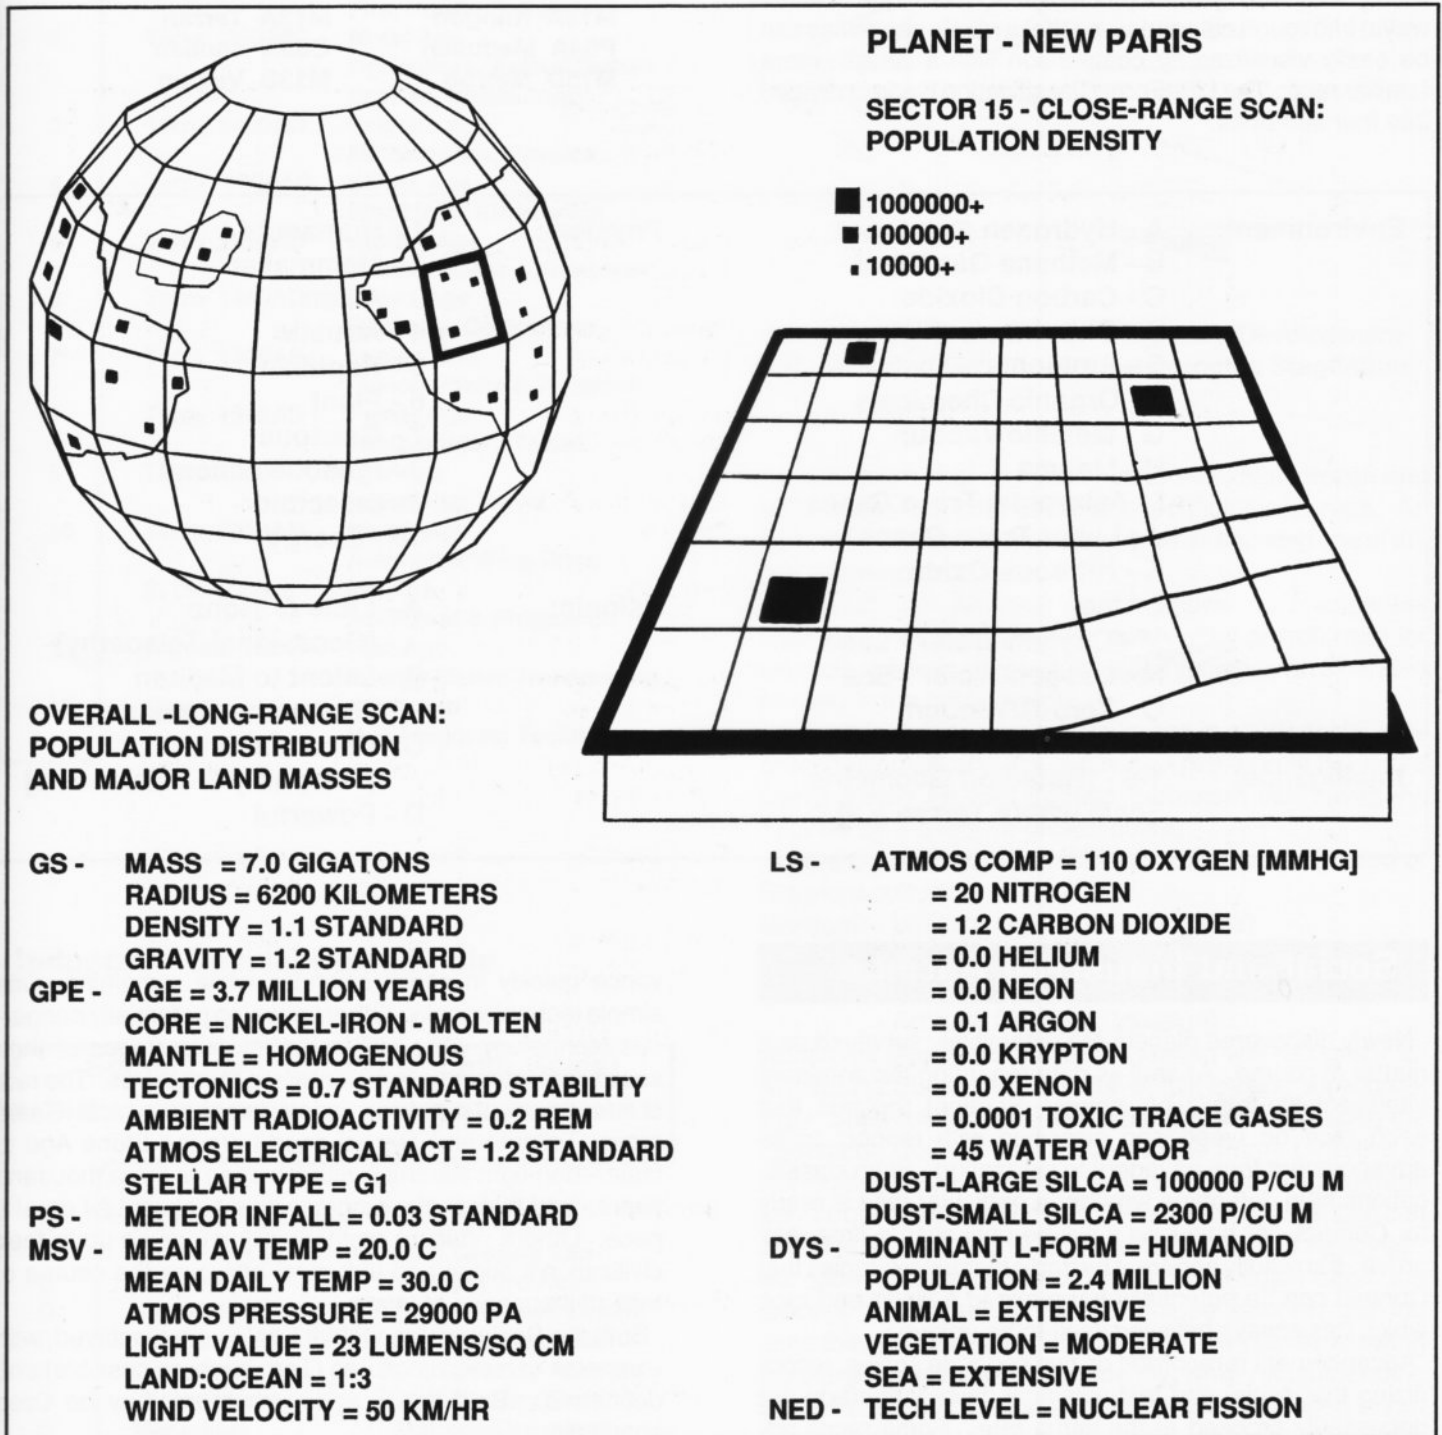 PLANET - NEW PARIS
SECTOR 15 - CLOSE-RANGE SCAN:
POPULATION DENSITY
1000000+
100000+
10000+
OVERALL -LONG-RANGE SCAN:
POPULATION DISTRIBUTION
AND MAJOR LAND MASSES
GS - MASS = 7.0 GIGATONS
RADIUS = 6200 KILOMETERS
DENSITY = 1.1 STANDARD
GRAVITY = 1.2 STANDARD
GPE - AGE = 3.7 MILLION YEARS
CORE = NICKEL-IRON - MOLTEN
MANTLE = HOMOGENOUS
TECTONICS = 0.7 STANDARD STABILITY
AMBIENT RADIOACTIVITY = 0.2 REM
ATMOS ELECTRICAL ACT = 1.2 STANDARD
STELLAR TYPE = G1
PS - METEOR INFALL = 0.03 STANDARD
MSV - MEAN AV TEMP = 20.0 C
MEAN DAILY TEMP = 30.0 C
ATMOS PRESSURE = 29000 PA
LIGHT VALUE = 23 LUMENS/SQ CM
LAND:OCEAN = 1:3
WIND VELOCITY = 50 KM/HR
LS - ATMOS COMP = 110 OXYGEN [MMHG]
= 20 NITROGEN
= 1.2 CARBON DIOXIDE
= 0.0 HELIUM
= 0.0 NEON
= 0.1 ARGON
= 0.0 KRYPTON
= 0.0 XENON
= 0.0001 TOXIC TRACE GASES
= 45 WATER VAPOR
DUST-LARGE SILCA = 100000 P/CU M
DUST-SMALL SILCA = 2300 P/CU M
DYS - DOMINANT L-FORM = HUMANOID
POPULATION = 2.4 MILLION
ANIMAL = EXTENSIVE
VEGETATION = MODERATE
SEA = EXTENSIVE
NED - TECH LEVEL = NUCLEAR FISSION